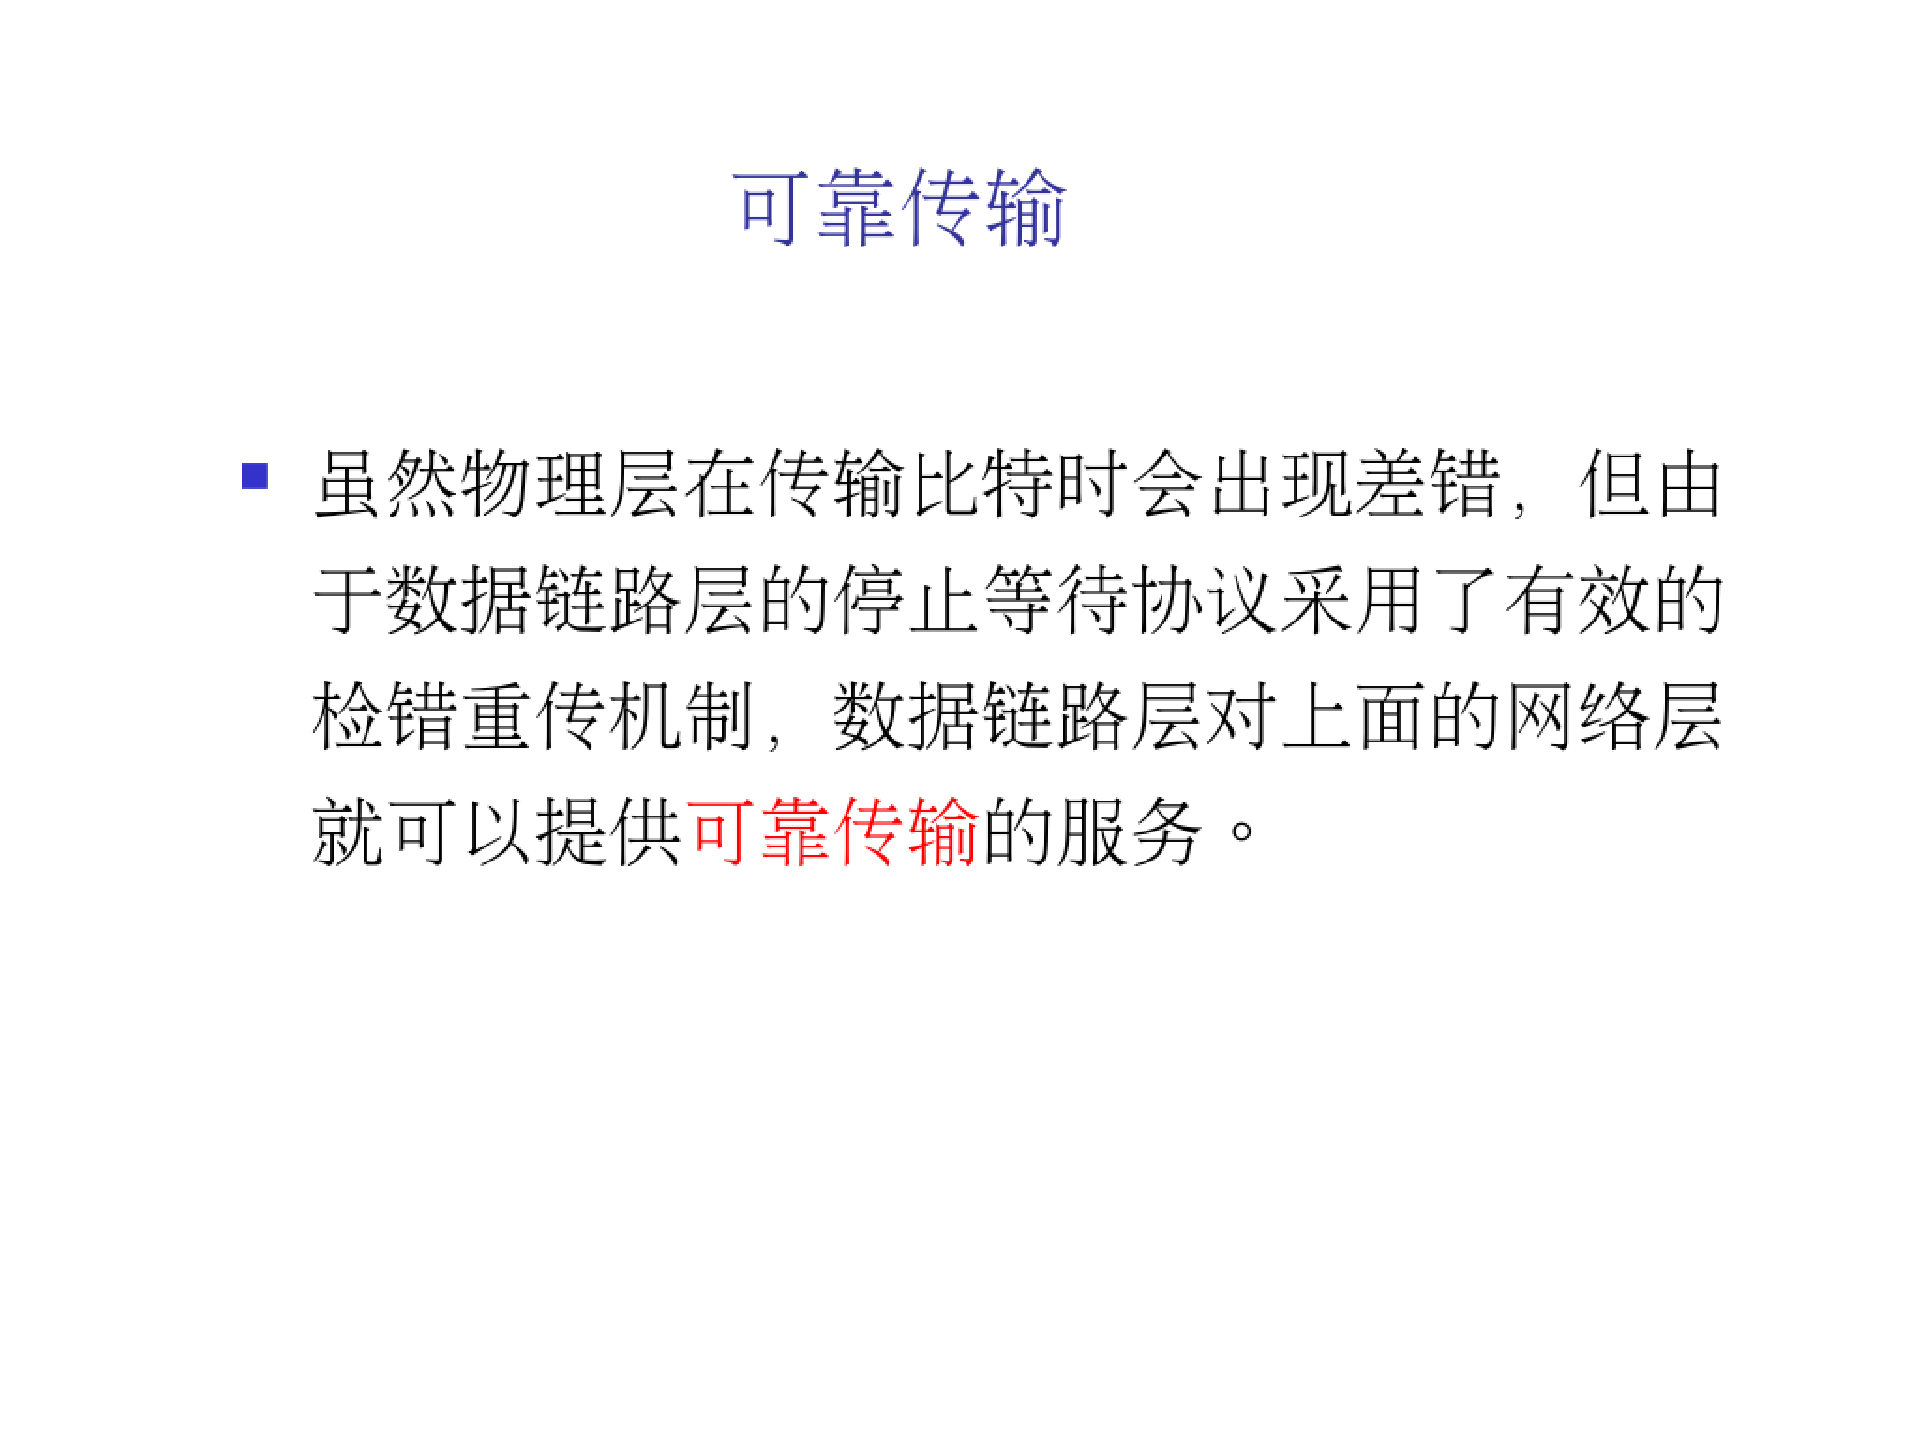 可靠传输
虽然物理层在传输比特时会出现差错，但由
于数据链路层的停止等待协议采用了有效的
检错重传机制，数据链路层对上面的网络层
就可以提供可靠传输的服务。